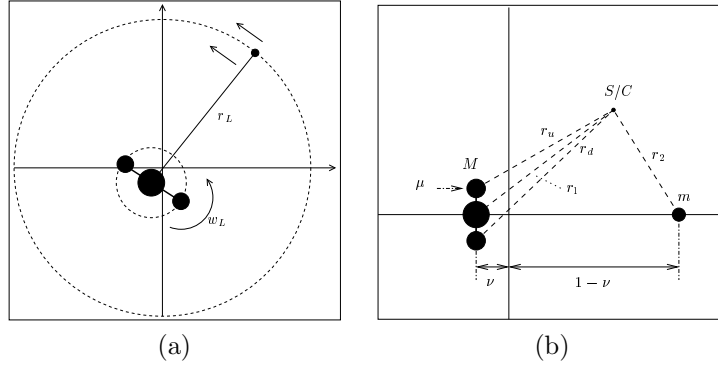 r_L
w_L
(a)
S/C
r_u
r_d
M
r_2
r_1
μ
m
ν
1 − ν
(b)